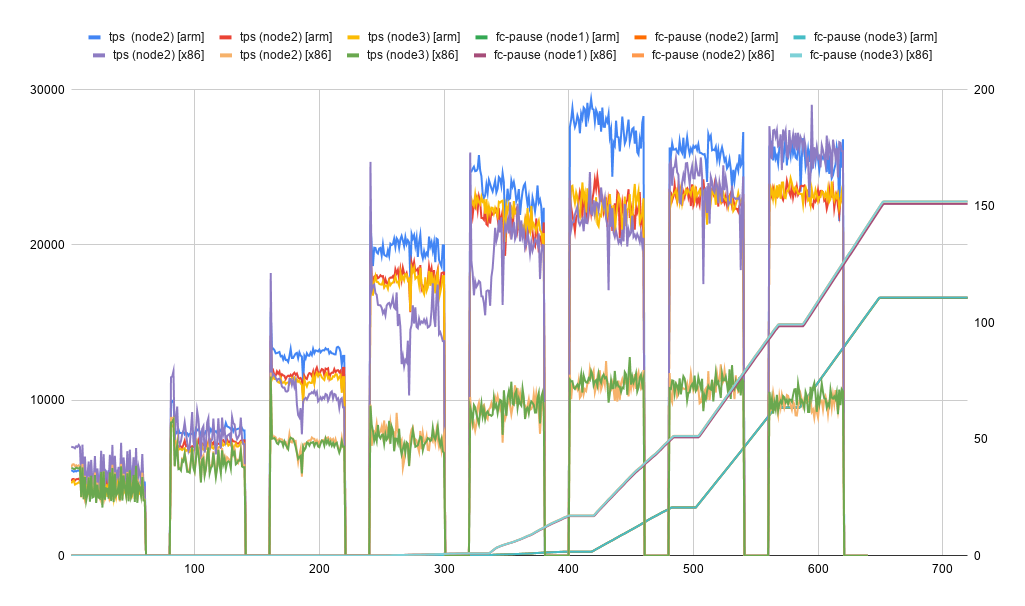 tps  (node2) [arm] tps (node2) [arm] tps (node3) [arm] fc-pause (node1) [arm] fc-pause (node2) [arm] fc-pause (node3) [arm]
tps (node2) [x86] tps (node2) [x86] tps (node3) [x86] fc-pause (node1) [x86] fc-pause (node2) [x86] fc-pause (node3) [x86]
30000 200
150
20000
100
10000
50
0 0
100 200 300 400 500 600 700